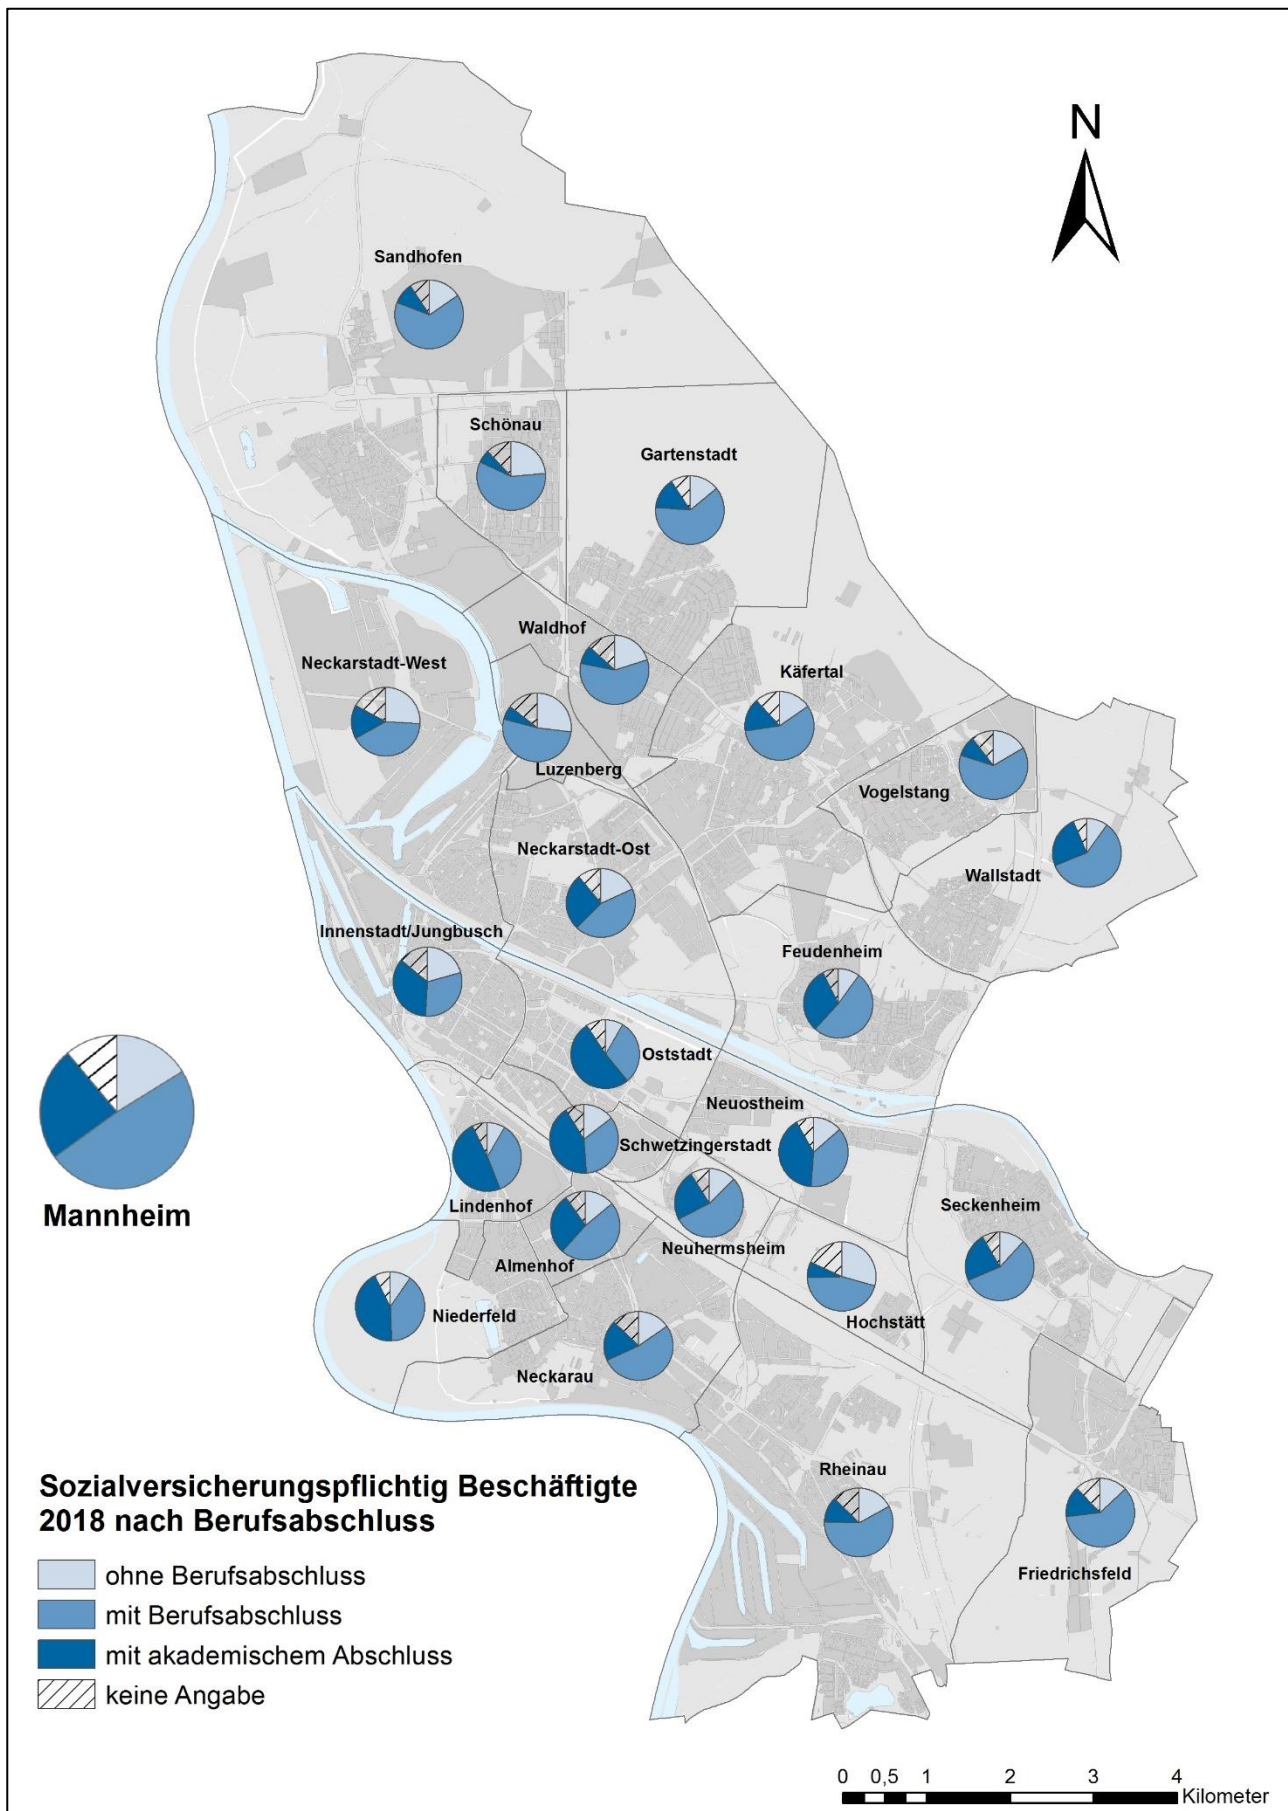 N
Sandhofen
Schönau
Gartenstadt
Waldhof
Neckarstadt-West
Käfertal
Luzenberg
Vogelstang
Neckarstadt-Ost
Wallstadt
Innenstadt/Jungbusch
Feudenheim
Oststadt
Neuostheim
Schwetzingerstadt
Lindenhof
Seckenheim
Mannheim
Neuhermsheim
Almenhof
Niederfeld
Hochstätt
Neckarau
Rheinau
Friedrichsfeld
Sozialversicherungspflichtig Beschäftigte
2018 nach Berufsabschluss
ohne Berufsabschluss
mit Berufsabschluss
mit akademischem Abschluss
keine Angabe
0 0,5 1 2 3 4
Kilometer